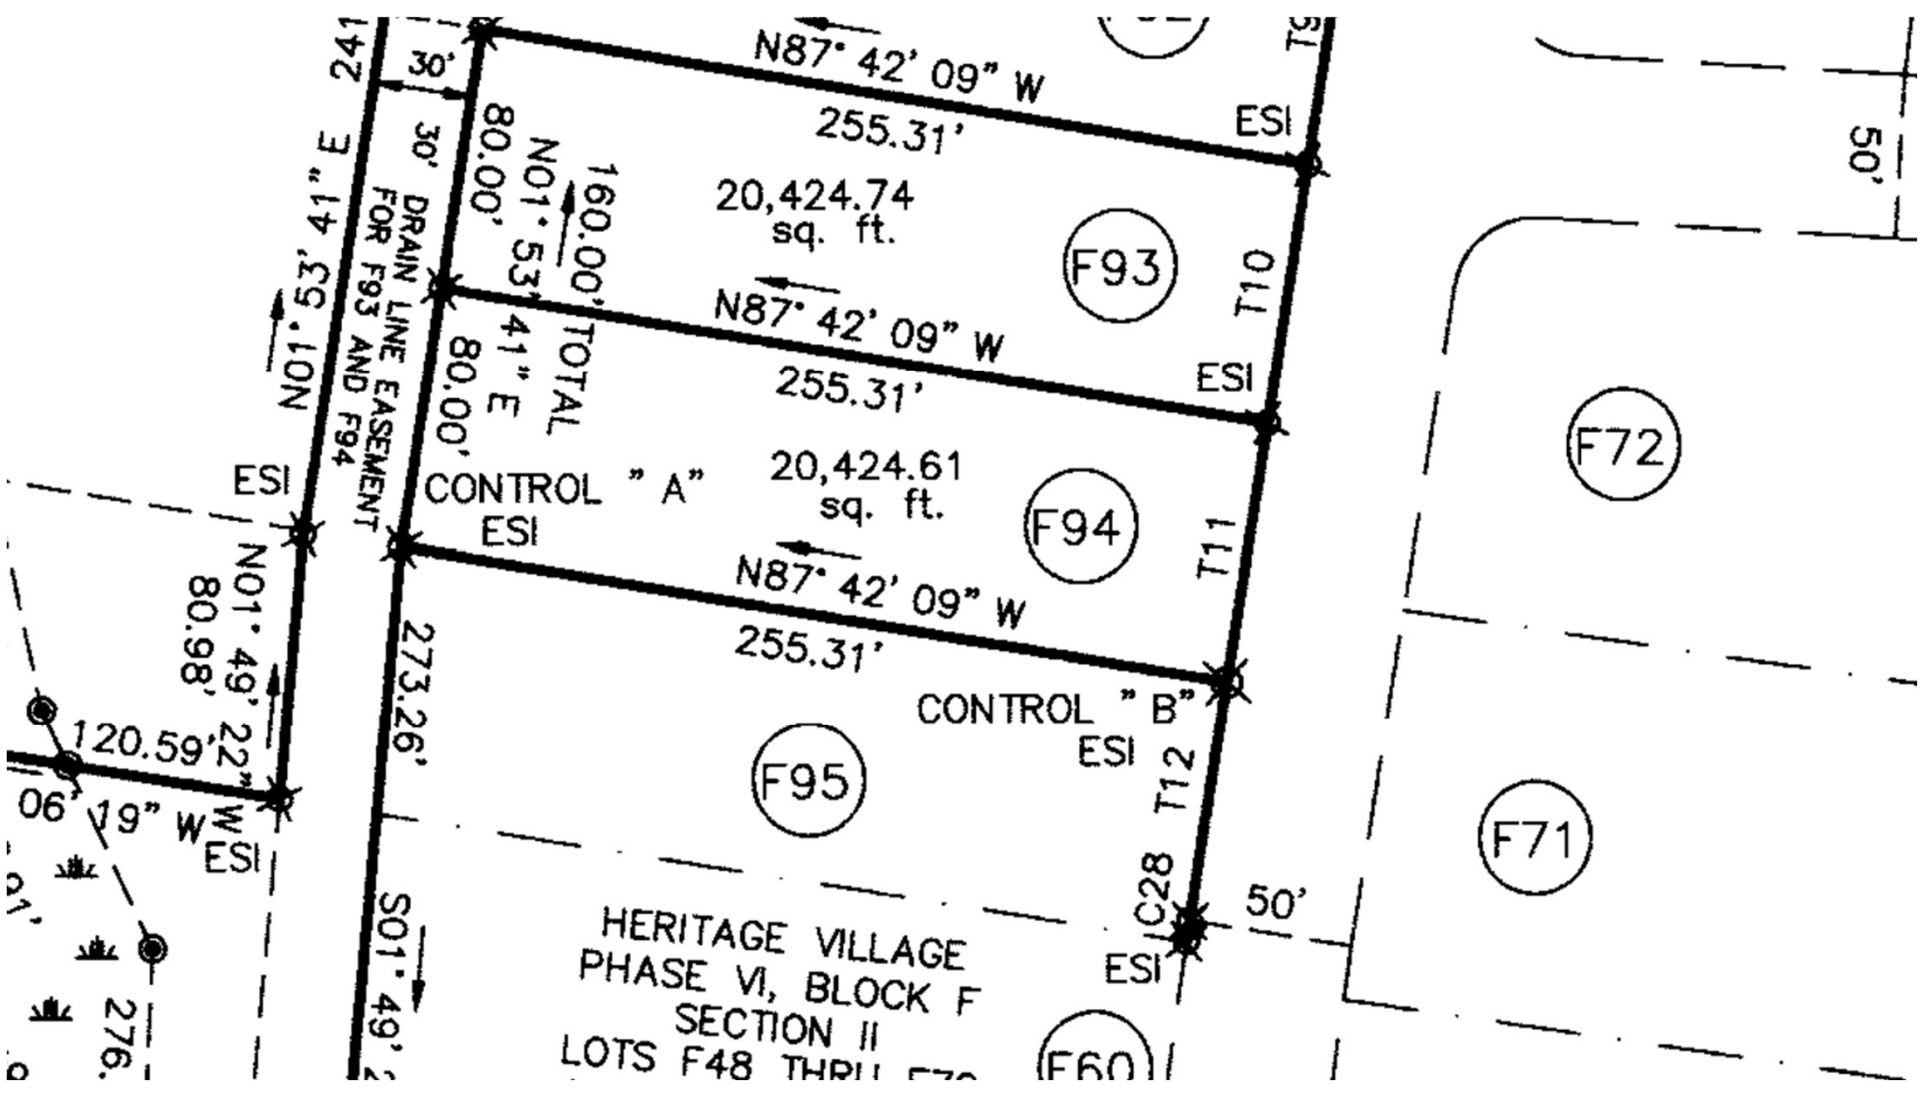 241
30'
N87° 42' 09" W
255.31'
ESI
50'
80.00'
N01° 53' 41" E
160.00' TOTAL
20,424.74
sq. ft.
F93
T10
N01° 53' 41" E
30' DRAIN LINE EASEMENT
FOR F93 AND F94
N87° 42' 09" W
255.31'
ESI
80.00'
F72
ESI
CONTROL "A"
ESI
20,424.61
sq. ft.
F94
T11
N87° 42' 09" W
255.31'
N01° 49' 22" W
80.98'
273.26'
CONTROL "B"
ESI
120.59'
06' 19" W
ESI
F95
T12
F71
C28
50'
ESI
S01° 49' 2
HERITAGE VILLAGE
PHASE VI, BLOCK F
SECTION II
LOTS F48 THRU
F60
276.